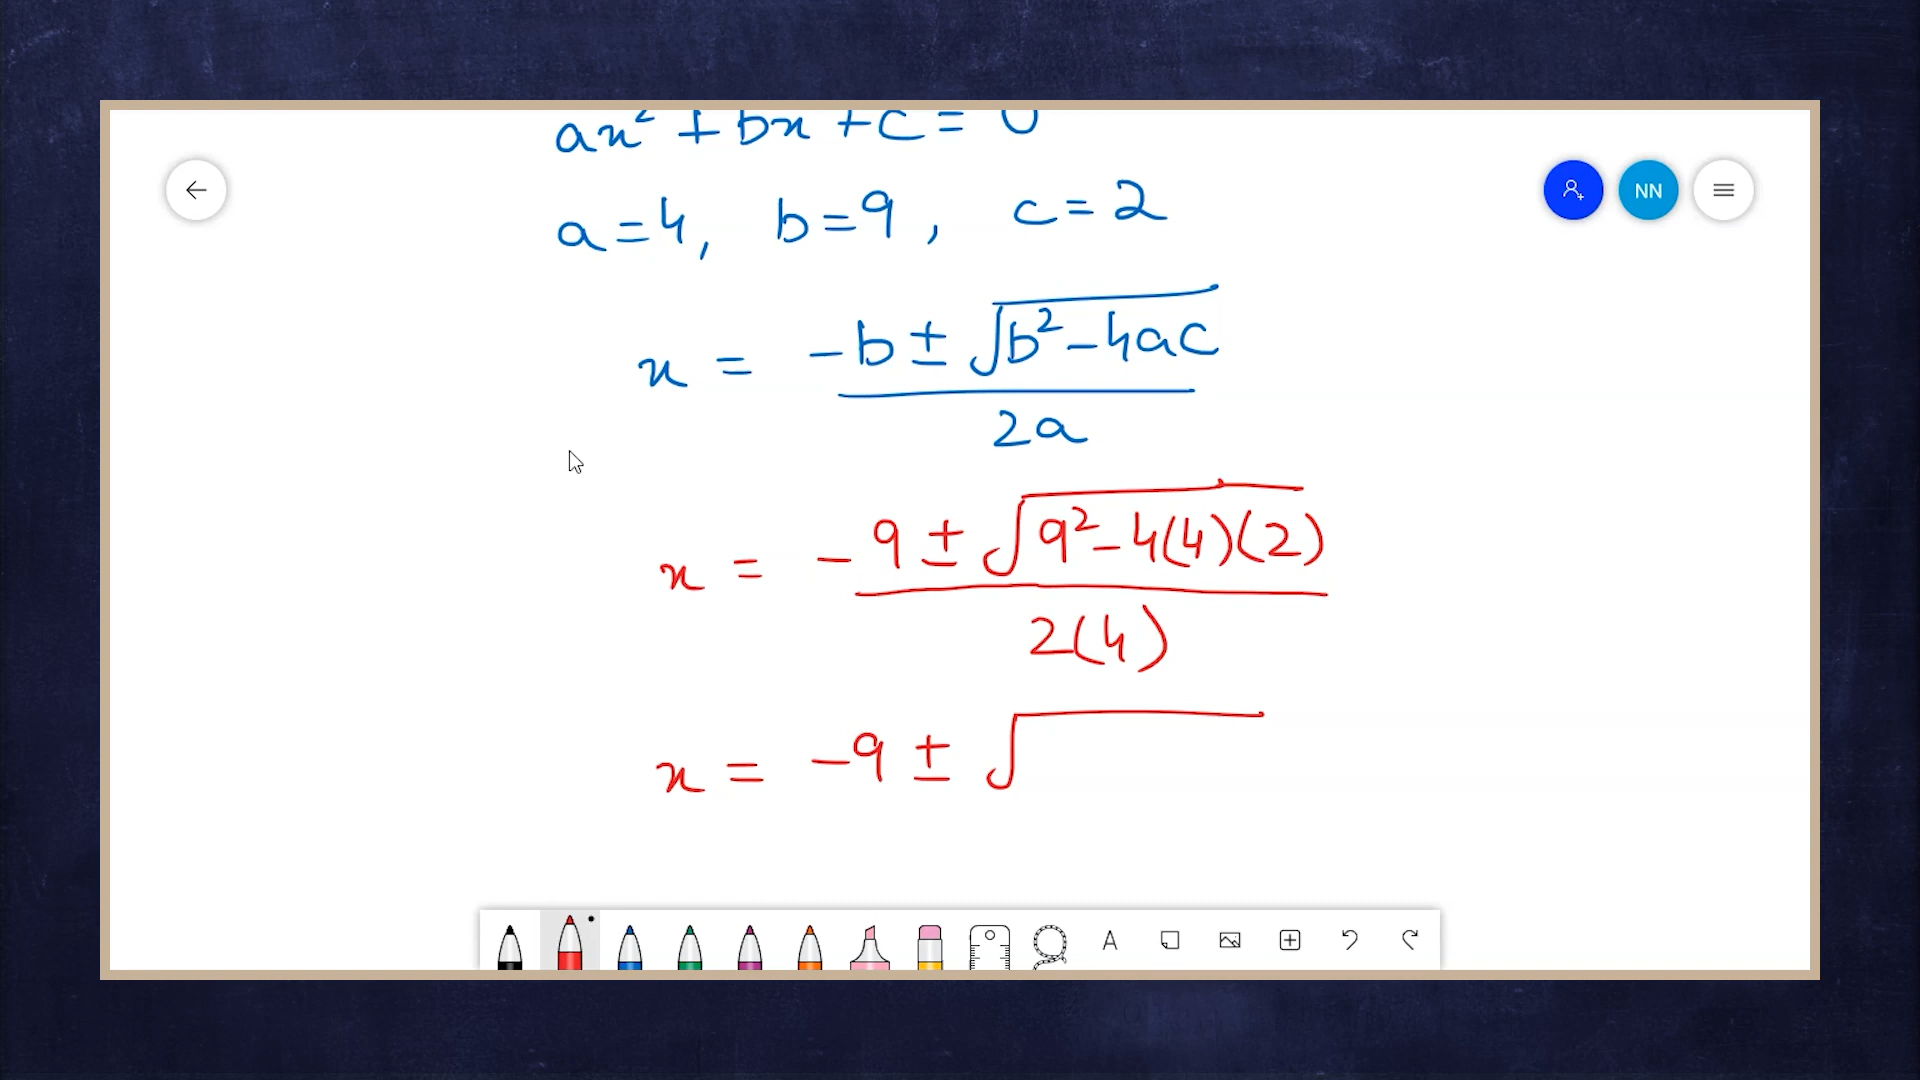 ax² + bx + c = 0
NN
a = 4, b = 9, c = 2
x = -b ± √b² - 4ac
2a
x = -9 ± √9² - 4(4)(2)
2(4)
x = -9 ± √
A